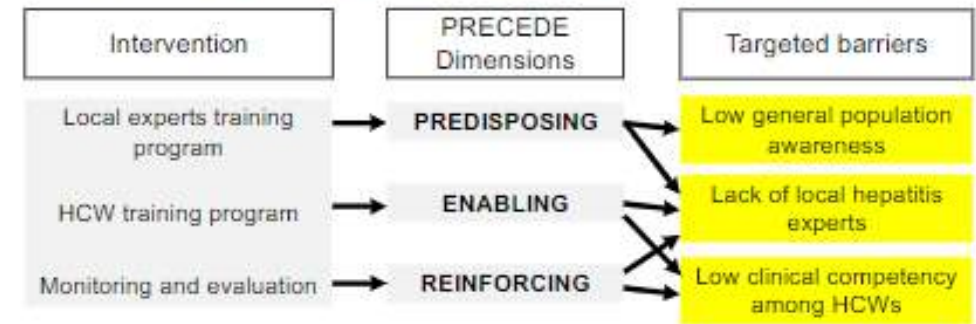 Intervention
PRECEDE
Dimensions
Targeted barriers
Local experts training
program
PREDISPOSING
Low general population
awareness
HCW training program
ENABLING
Lack of local hepatitis
experts
Monitoring and evaluation
REINFORCING
Low clinical competency
among HCWs